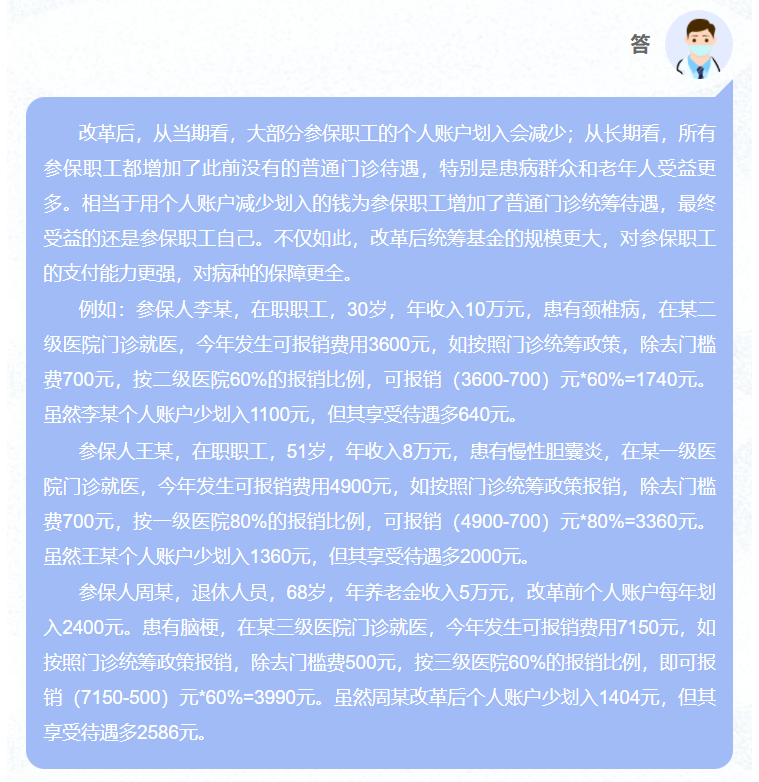 答
改革后，从当期看，大部分参保职工的个人账户划入会减少；从长期看，所有
参保职工都增加了此前没有的普通门诊待遇，特别是患病群众和老年人受益更
多。相当于用个人账户减少划入的钱为参保职工增加了普通门诊统筹待遇，最终
受益的还是参保职工自己。不仅如此，改革后统筹基金的规模更大，对参保职工
的支付能力更强，对病种的保障更全。
例如：参保人李某，在职职工，30岁，年收入10万元，患有颈椎病，在某二
级医院门诊就医，今年发生可报销费用3600元，如按照门诊统筹政策，除去门槛
费700元，按二级医院60%的报销比例，可报销（3600-700）元*60%=1740元。
虽然李某个人账户少划入1100元，但其享受待遇多640元。
参保人王某，在职职工，51岁，年收入8万元，患有慢性胆囊炎，在某一级医
院门诊就医，今年发生可报销费用4900元，如按照门诊统筹政策报销，除去门槛
费700元，按一级医院80%的报销比例，可报销（4900-700）元*80%=3360元。
虽然王某个人账户少划入1360元，但其享受待遇多2000元。
参保人周某，退休人员，68岁，年养老金收入5万元，改革前个人账户每年划
入2400元。患有脑梗，在某三级医院门诊就医，今年发生可报销费用7150元，如
按照门诊统筹政策报销，除去门槛费500元，按三级医院60%的报销比例，即可报
销（7150-500）元*60%=3990元。虽然周某改革后个人账户少划入1404元，但其
享受待遇多2586元。